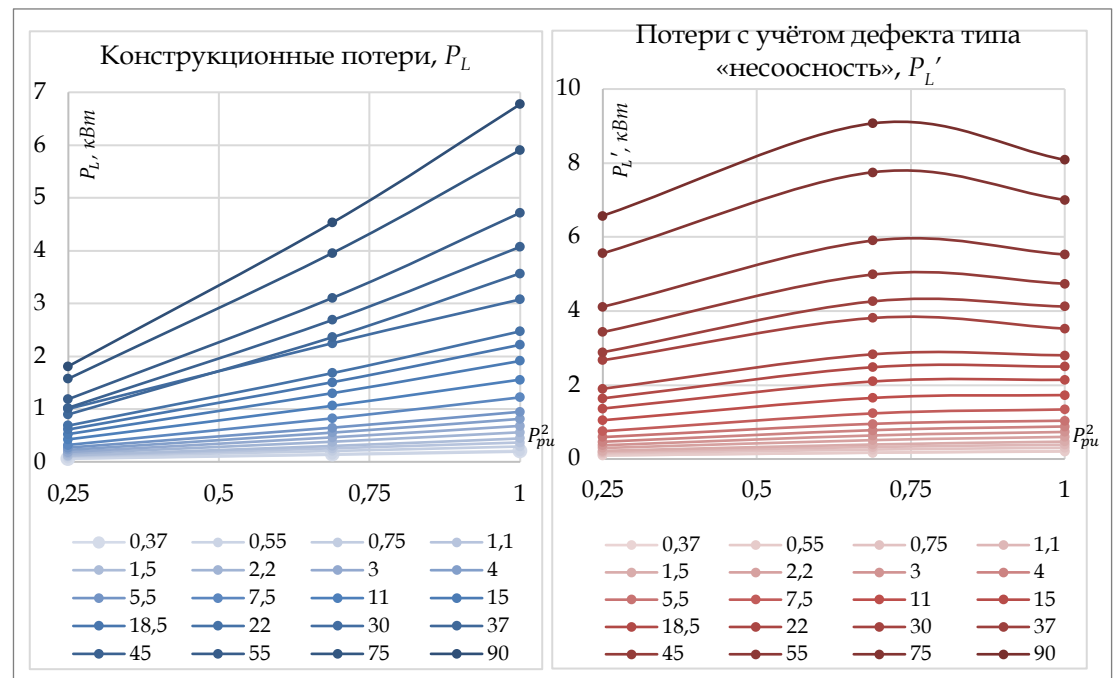 Конструкционные потери, P_L
7
6
5
4
3
2
1
0
P_L, кВт
P²_pu
0,25 0,5 0,75 1
0,37 0,55 0,75 1,1
1,5 2,2 3 4
5,5 7,5 11 15
18,5 22 30 37
45 55 75 90
Потери с учётом дефекта типа
«несоосность», P_L′
10
8
6
4
2
0
P_L′, кВт
P²_pu
0,25 0,5 0,75 1
0,37 0,55 0,75 1,1
1,5 2,2 3 4
5,5 7,5 11 15
18,5 22 30 37
45 55 75 90